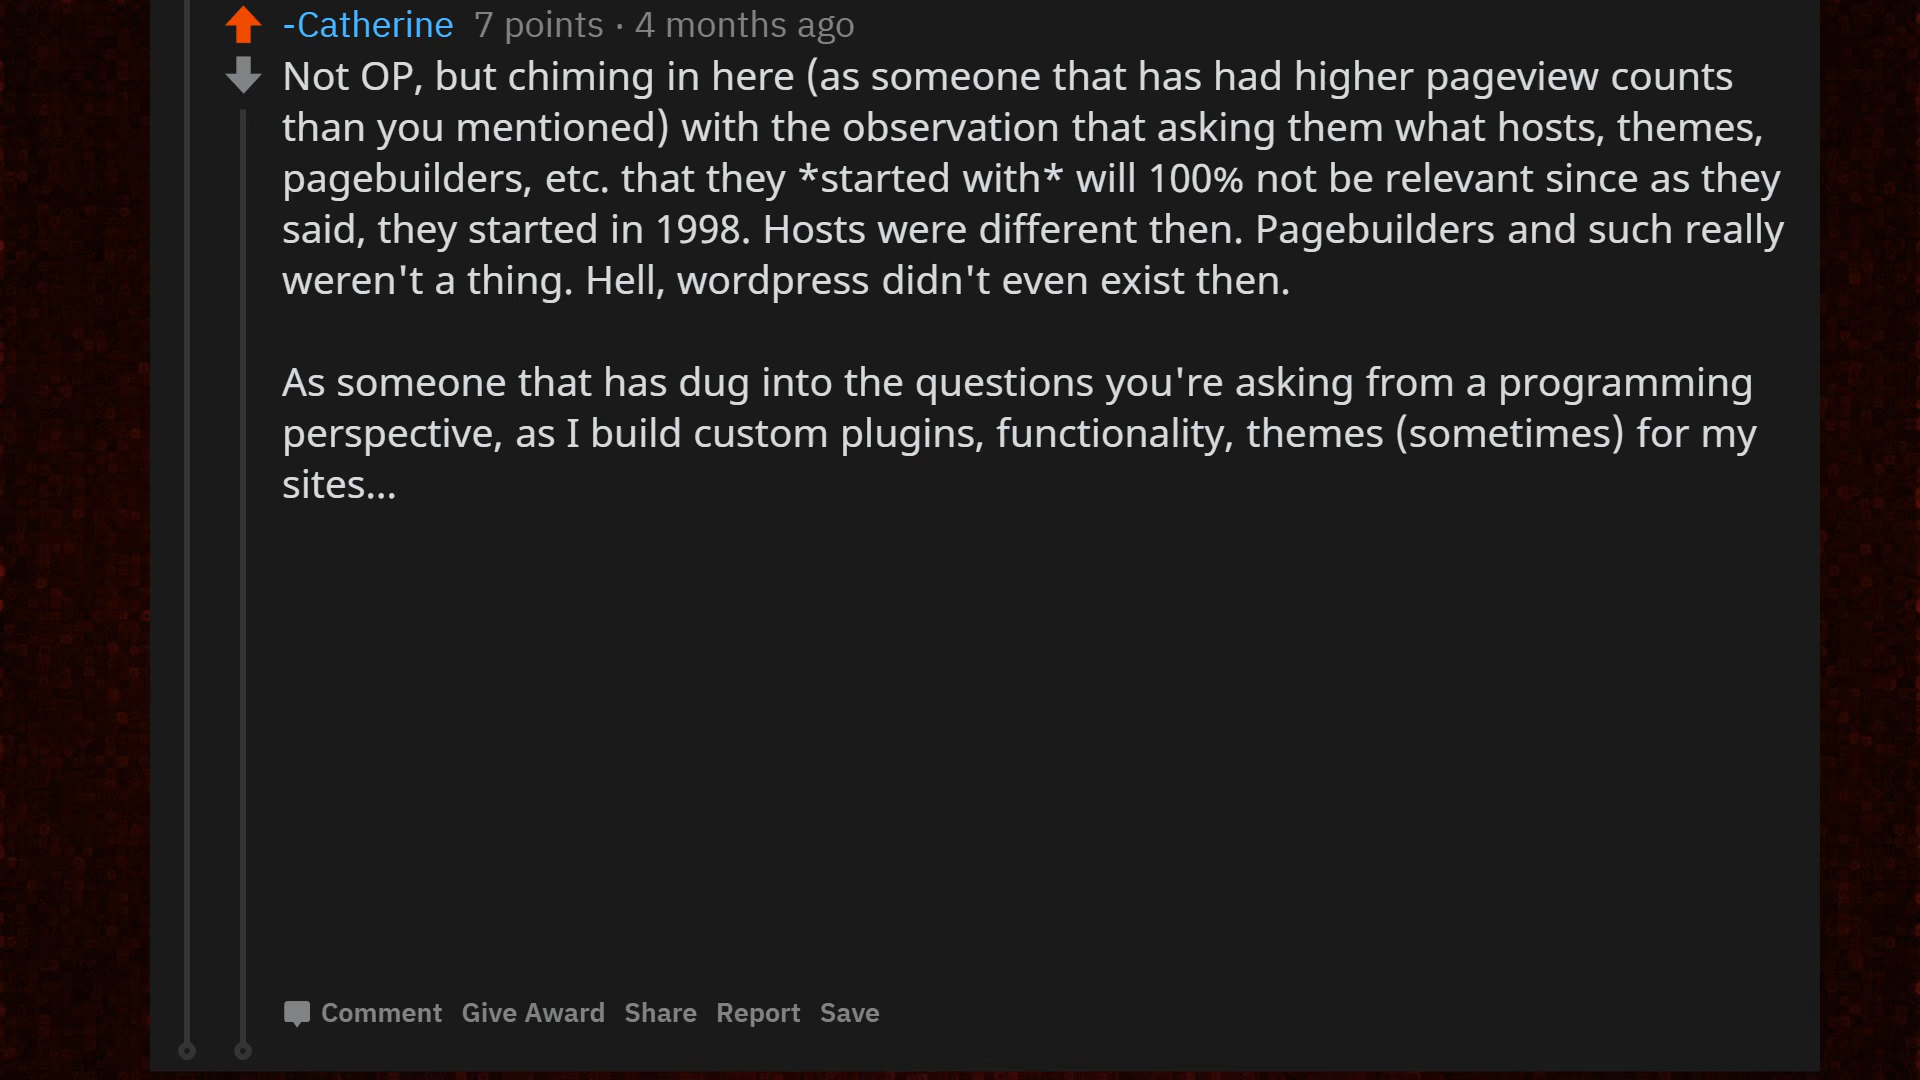 -Catherine 7 points · 4 months ago
Not OP, but chiming in here (as someone that has had higher pageview counts
than you mentioned) with the observation that asking them what hosts, themes,
pagebuilders, etc. that they *started with* will 100% not be relevant since as they
said, they started in 1998. Hosts were different then. Pagebuilders and such really
weren't a thing. Hell, wordpress didn't even exist then.
As someone that has dug into the questions you're asking from a programming
perspective, as I build custom plugins, functionality, themes (sometimes) for my
sites...
Comment Give Award Share Report Save